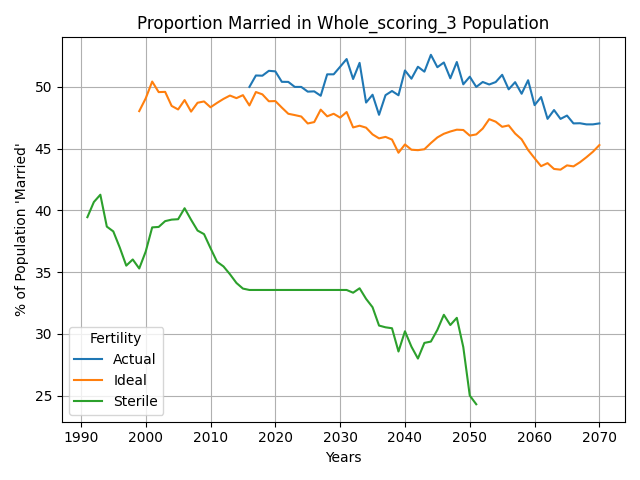 Proportion Married in Whole_scoring_3 Population
% of Population 'Married'
50
45
40
35
30
25
Fertility
Actual
Ideal
Sterile
1990 2000 2010 2020 2030 2040 2050 2060 2070
Years